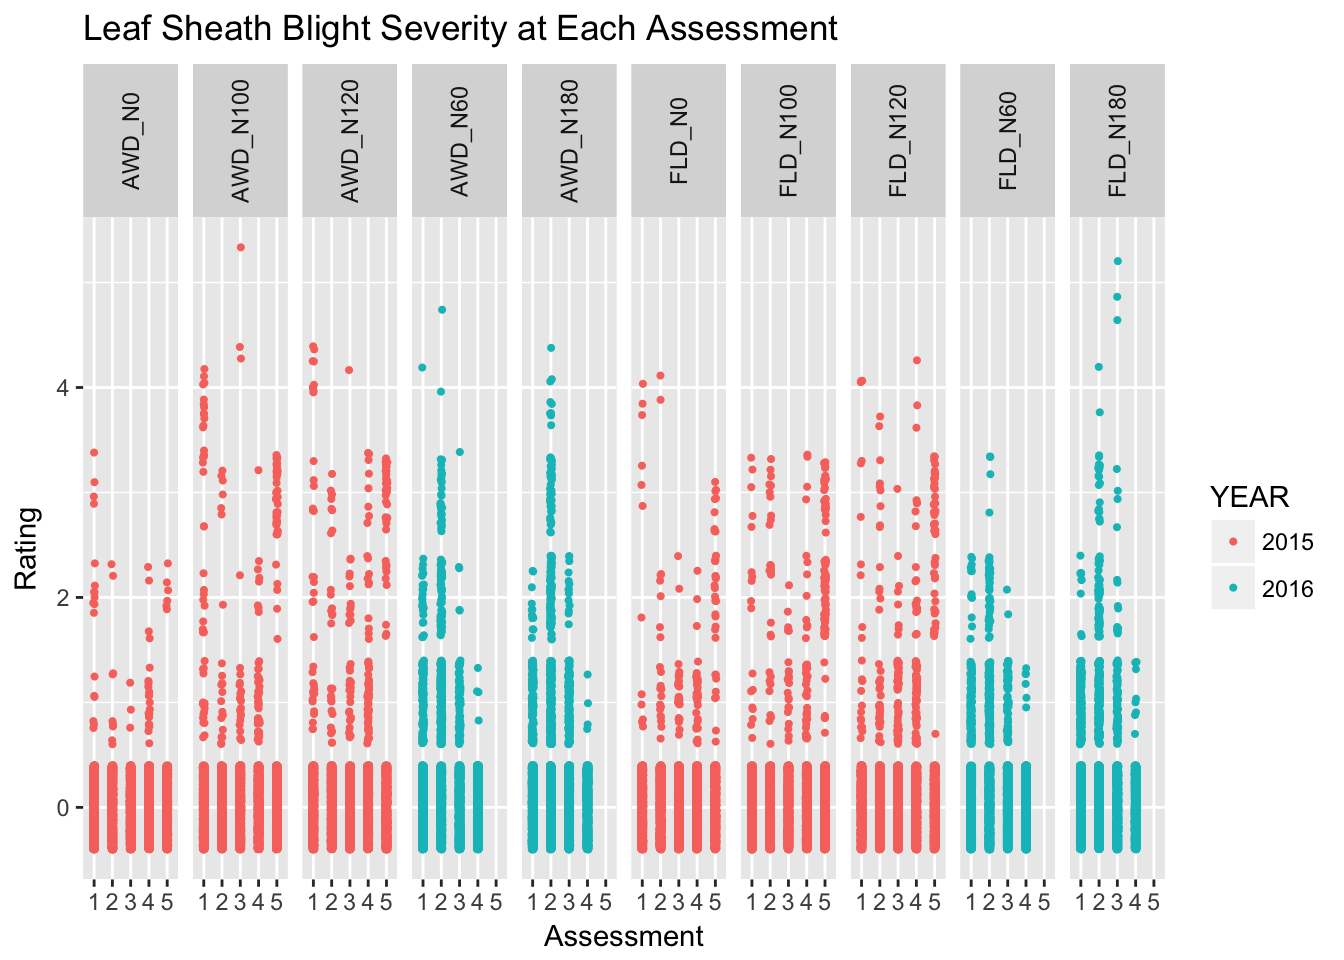 Leaf Sheath Blight Severity at Each Assessment
AWD_N0 AWD_N100 AWD_N120 AWD_N60 AWD_N180 FLD_N0 FLD_N100 FLD_N120 FLD_N60 FLD_N180
Rating
4
2
0
1 2 3 4 5 1 2 3 4 5 1 2 3 4 5 1 2 3 4 5 1 2 3 4 5 1 2 3 4 5 1 2 3 4 5 1 2 3 4 5 1 2 3 4 5 1 2 3 4 5
Assessment
YEAR
2015
2016